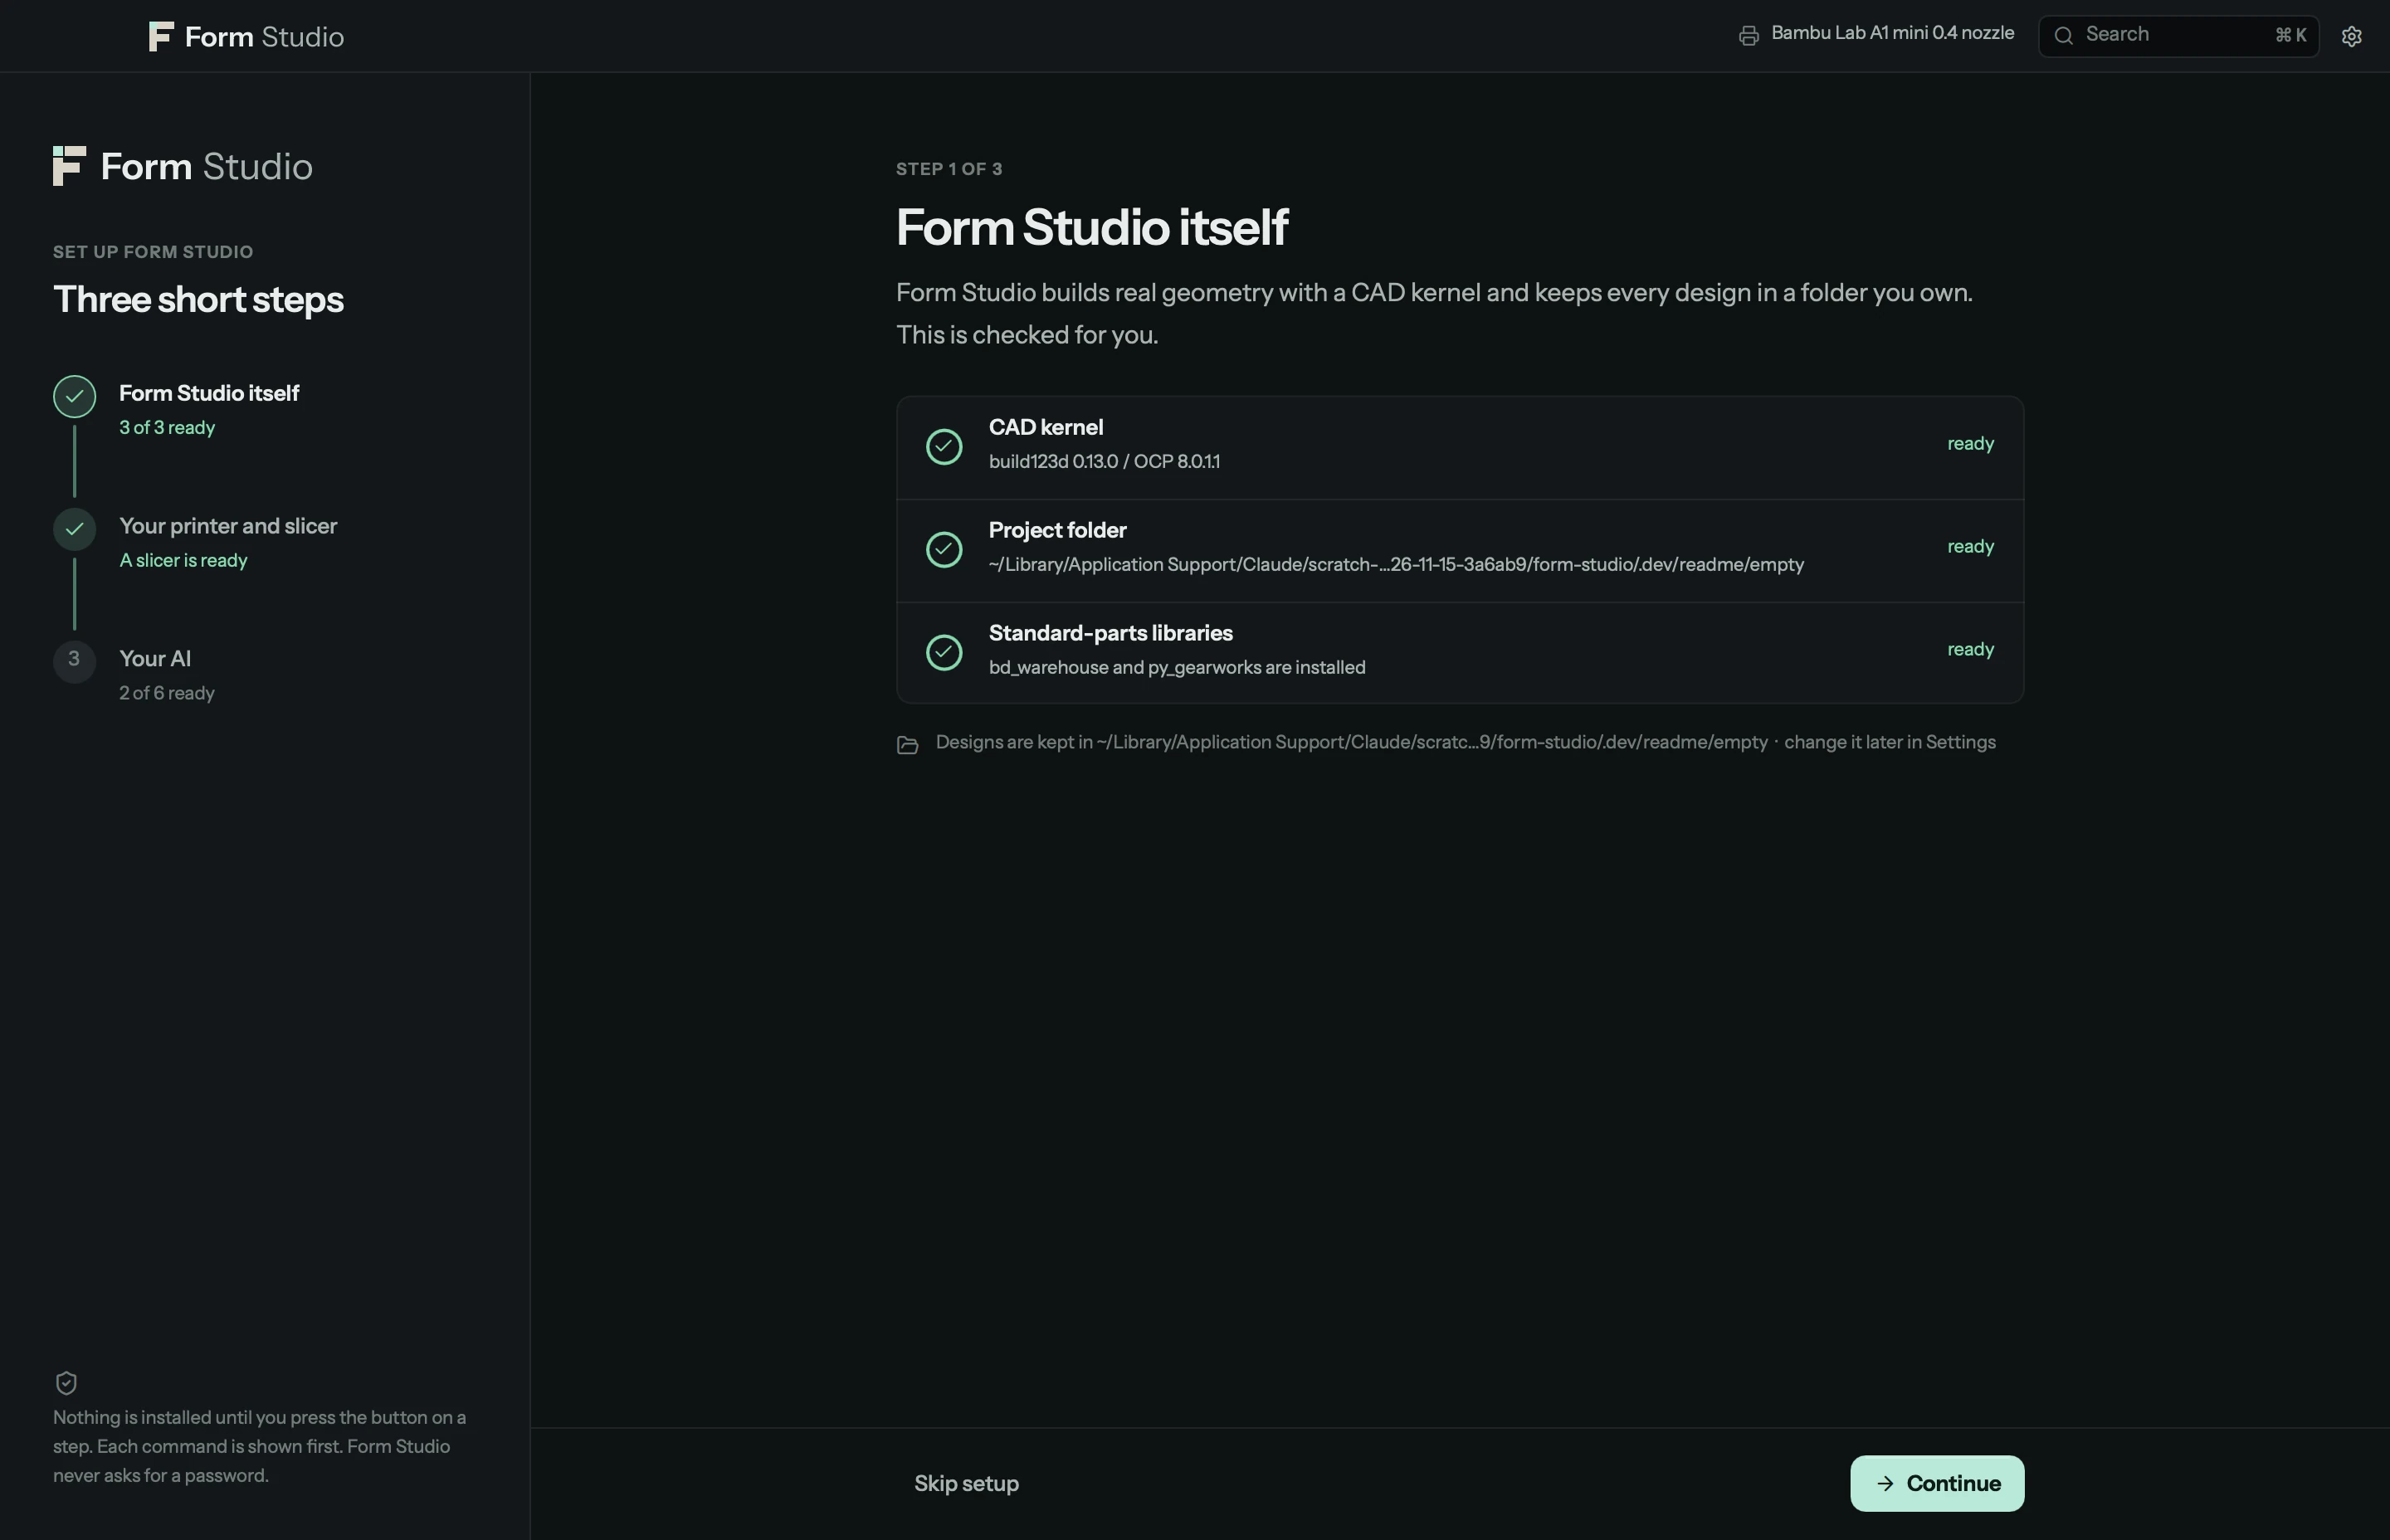 Form Studio
Bambu Lab A1 mini 0.4 nozzle
Search
⌘ K
Form Studio
SET UP FORM STUDIO
Three short steps
Form Studio itself
3 of 3 ready
Your printer and slicer
A slicer is ready
3
Your AI
2 of 6 ready
Nothing is installed until you press the button on a
step. Each command is shown first. Form Studio
never asks for a password.
STEP 1 OF 3
Form Studio itself
Form Studio builds real geometry with a CAD kernel and keeps every design in a folder you own.
This is checked for you.
CAD kernel
build123d 0.13.0 / OCP 8.0.1.1
ready
Project folder
~/Library/Application Support/Claude/scratch-...26-11-15-3a6ab9/form-studio/.dev/readme/empty
ready
Standard-parts libraries
bd_warehouse and py_gearworks are installed
ready
Designs are kept in ~/Library/Application Support/Claude/scratc...9/form-studio/.dev/readme/empty · change it later in Settings
Skip setup
→ Continue